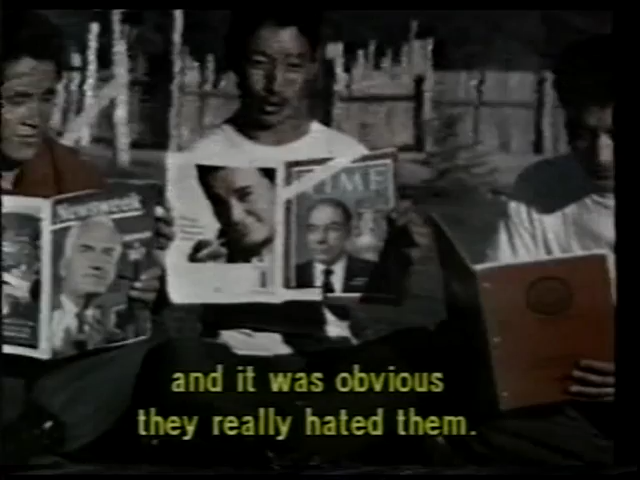 Newsweek
TIME
and it was obvious
they really hated them.